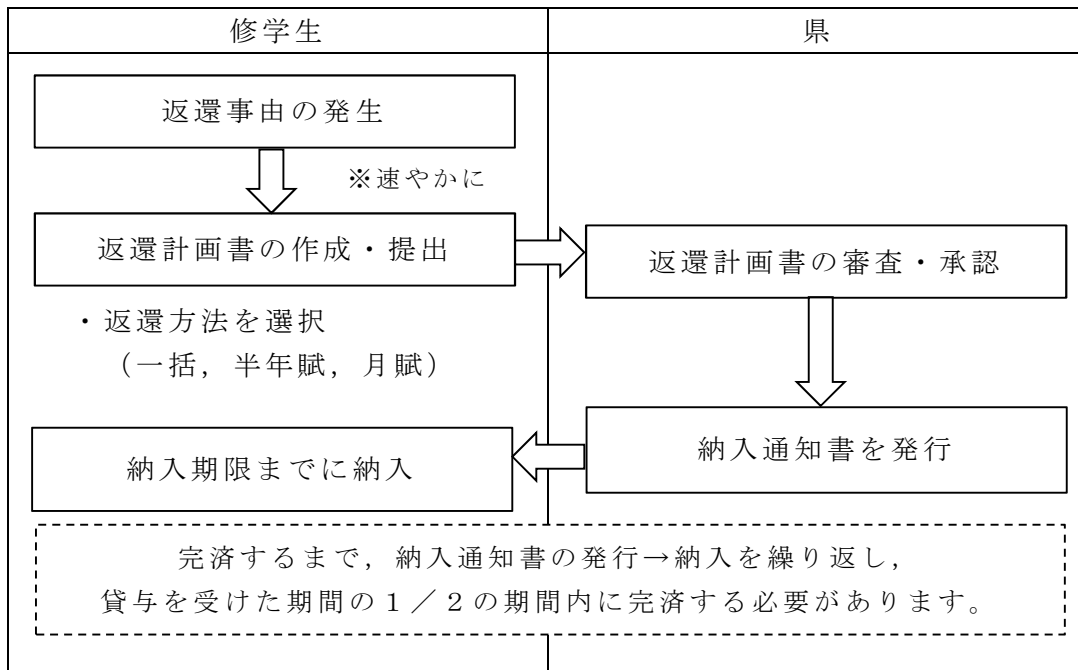 修学生
県
返還事由の発生
※速やかに
返還計画書の作成・提出
返還計画書の審査・承認
・返還方法を選択
（一括，半年賦，月賦）
納入通知書を発行
納入期限までに納入
完済するまで，納入通知書の発行→納入を繰り返し，
貸与を受けた期間の１／２の期間内に完済する必要があります。